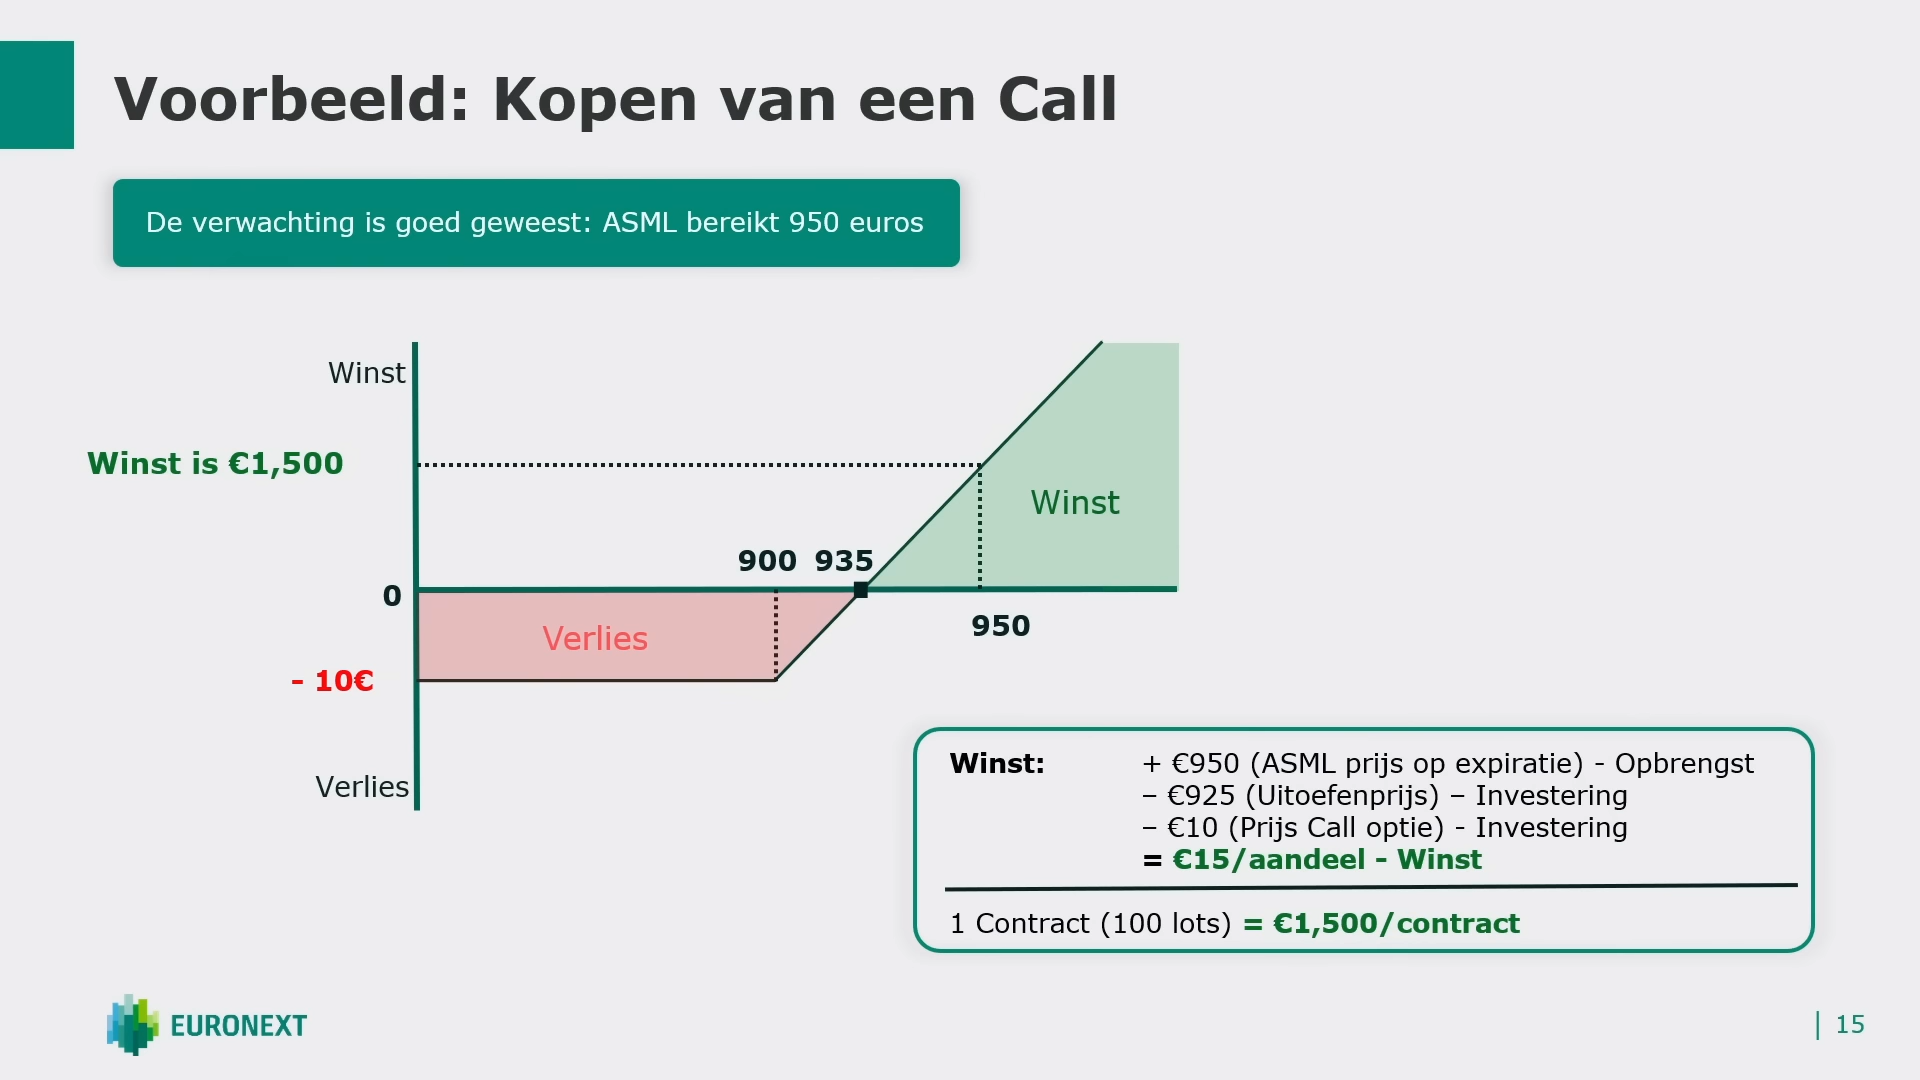 Voorbeeld: Kopen van een Call
De verwachting is goed geweest: ASML bereikt 950 euros
Winst
Winst is €1,500
Winst
900 935
0
950
Verlies
- 10€
Verlies
Winst: + €950 (ASML prijs op expiratie) - Opbrengst
− €925 (Uitoefenprijs) − Investering
− €10 (Prijs Call optie) - Investering
= €15/aandeel - Winst
1 Contract (100 lots) = €1,500/contract
EURONEXT
| 15